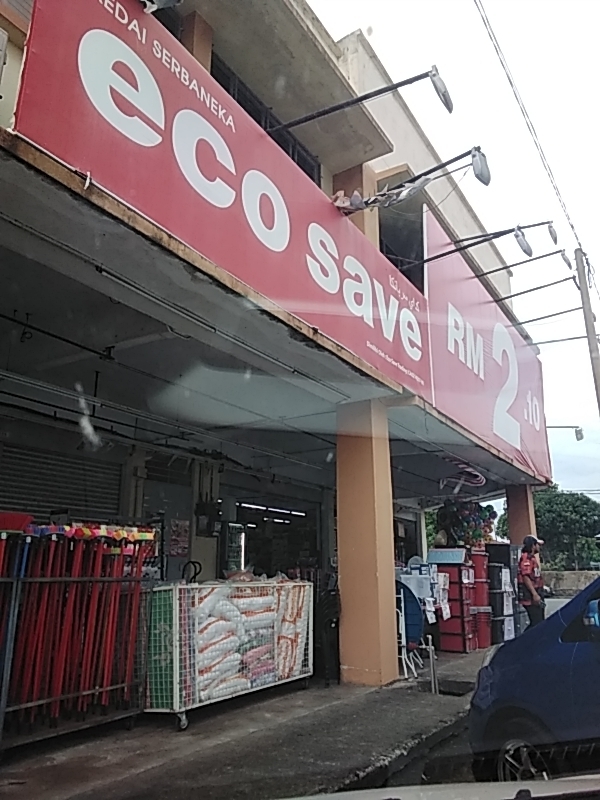 KEDAI SERBANEKA
eco save
RM 2.10